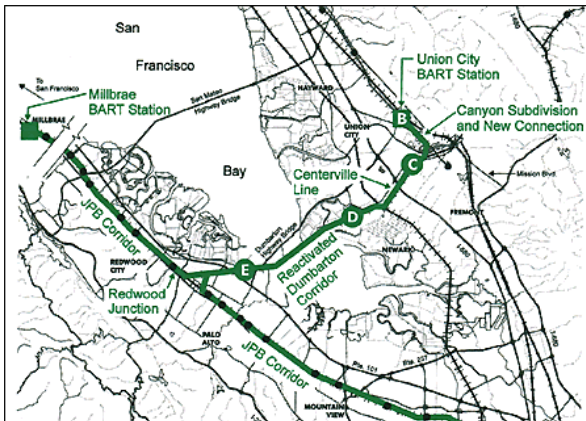 San
Francisco
Bay
To
San Francisco
Millbrae
BART Station
MILLBRAE
San Mateo
Highway Bridge
HAYWARD
I-680
B
Union City
BART Station
UNION
CITY
Canyon Subdivision
and New Connection
C
Centerville
Line
Mission Blvd.
FREMONT
D
JPB Corridor
Dumbarton
Highway Bridge
E
Reactivated
Dumbarton
Corridor
NEWARK
I-880
REDWOOD
CITY
Redwood
Junction
PALO
ALTO
JPB Corridor
Rte. 101
Rte. 237
I-680
MOUNTAIN
VIEW